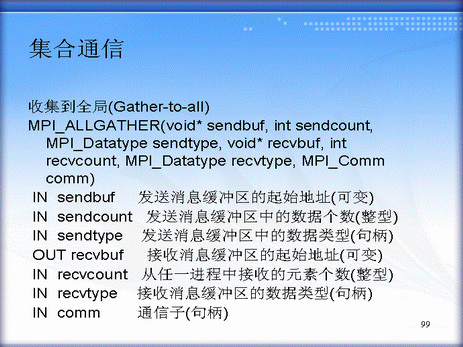 集合通信
收集到全局(Gather-to-all)
MPI_ALLGATHER(void* sendbuf, int sendcount,
MPI_Datatype sendtype, void* recvbuf, int
recvcount, MPI_Datatype recvtype, MPI_Comm
comm)
IN sendbuf 发送消息缓冲区的起始地址(可变)
IN sendcount 发送消息缓冲区中的数据个数(整型)
IN sendtype 发送消息缓冲区中的数据类型(句柄)
OUT recvbuf 接收消息缓冲区的起始地址(可变)
IN recvcount 从任一进程中接收的元素个数(整型)
IN recvtype 接收消息缓冲区的数据类型(句柄)
IN comm 通信子(句柄)
99